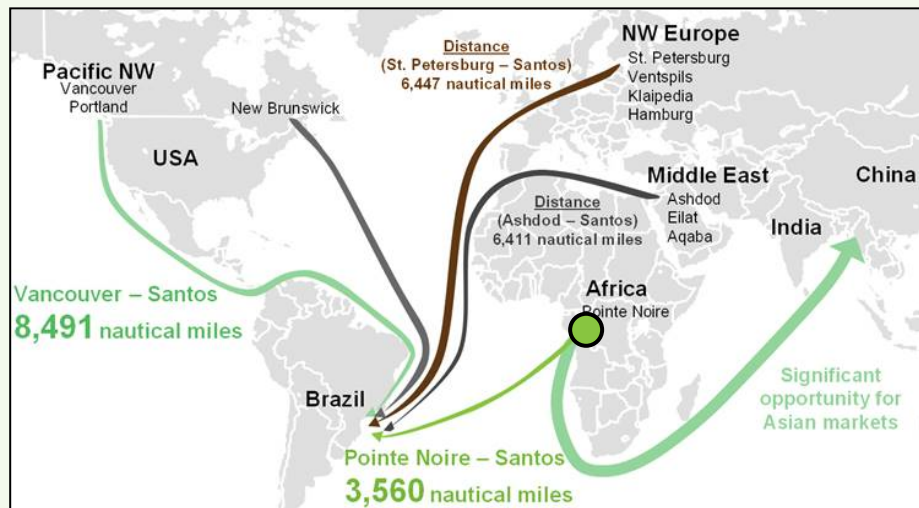 Pacific NW
Vancouver
Portland
New Brunswick
USA
Distance
(St. Petersburg – Santos)
6,447 nautical miles
NW Europe
St. Petersburg
Ventspils
Klaipedia
Hamburg
Middle East
Ashdod
Eilat
Aqaba
Distance
(Ashdod – Santos)
6,411 nautical miles
China
India
Africa
Pointe Noire
Vancouver – Santos
8,491 nautical miles
Brazil
Pointe Noire – Santos
3,560 nautical miles
Significant
opportunity for
Asian markets